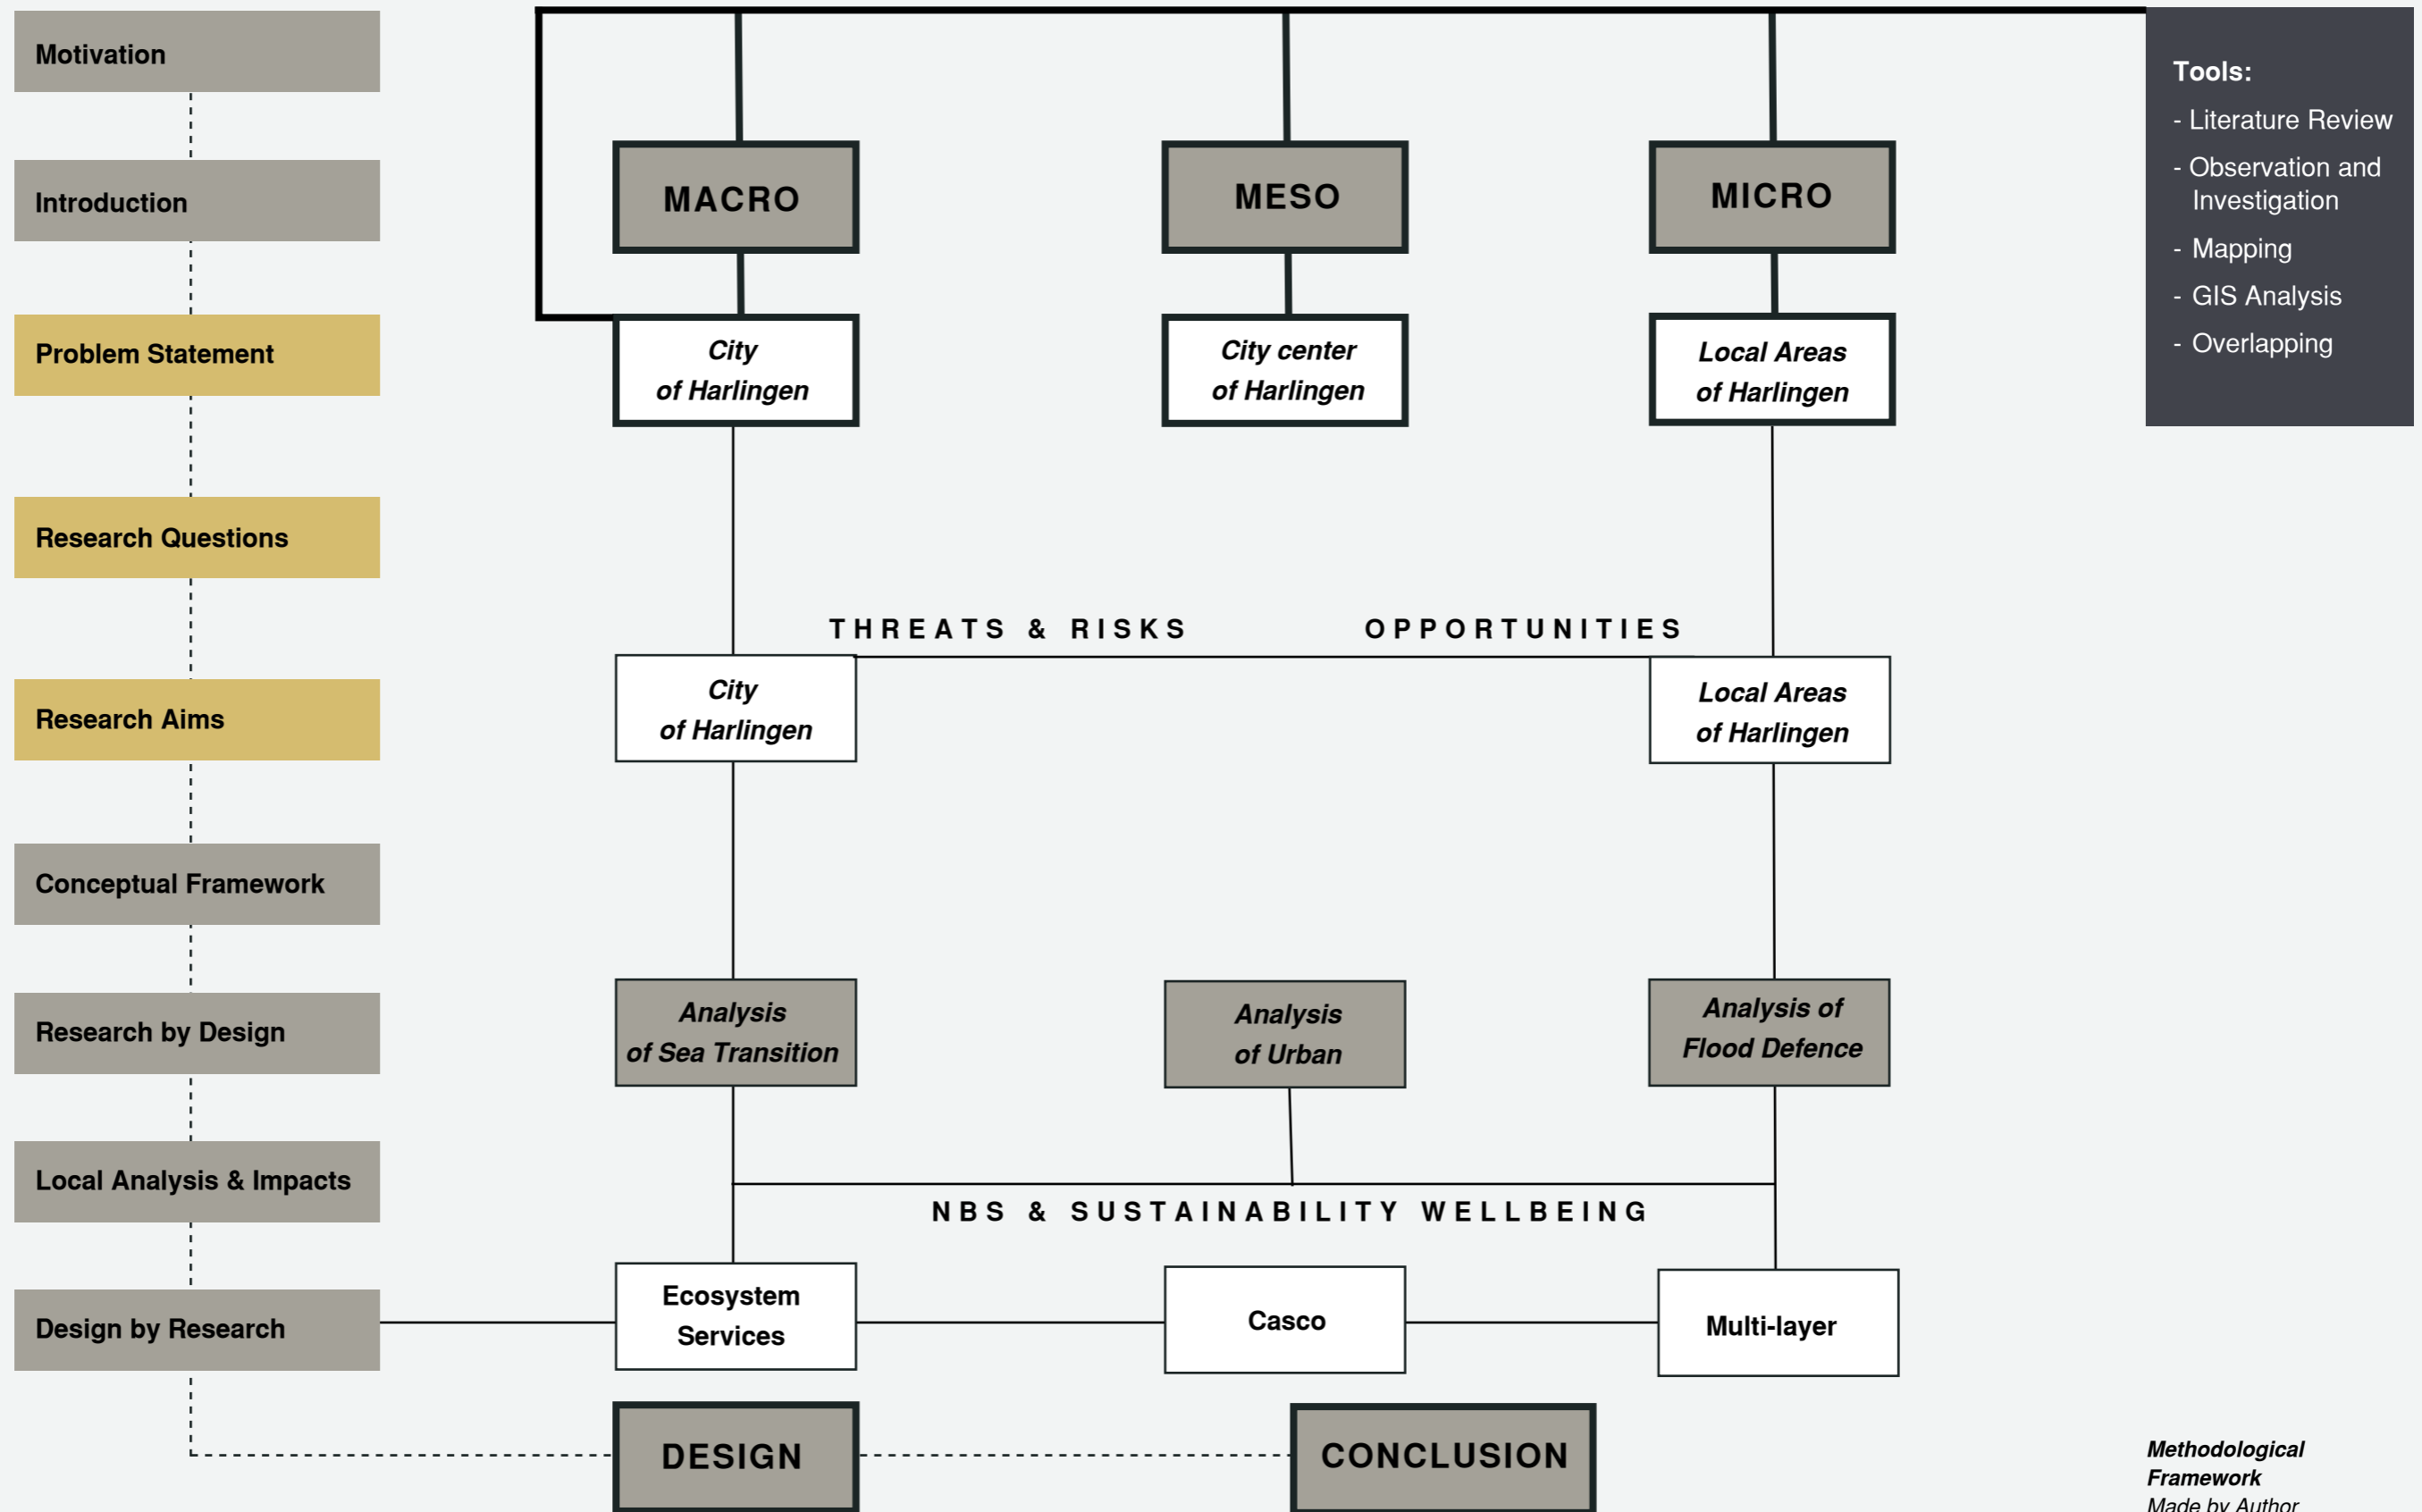 Motivation
Introduction
Problem Statement
Research Questions
Research Aims
Conceptual Framework
Research by Design
Local Analysis & Impacts
Design by Research
MACRO
MESO
MICRO
City
of Harlingen
City center
of Harlingen
Local Areas
of Harlingen
THREATS & RISKS
OPPORTUNITIES
City
of Harlingen
Local Areas
of Harlingen
Analysis
of Sea Transition
Analysis
of Urban
Analysis of
Flood Defence
NBS & SUSTAINABILITY WELLBEING
Ecosystem
Services
Casco
Multi-layer
DESIGN
CONCLUSION
Tools:
- Literature Review
- Observation and
Investigation
- Mapping
- GIS Analysis
- Overlapping
Methodological
Framework
Made by Author